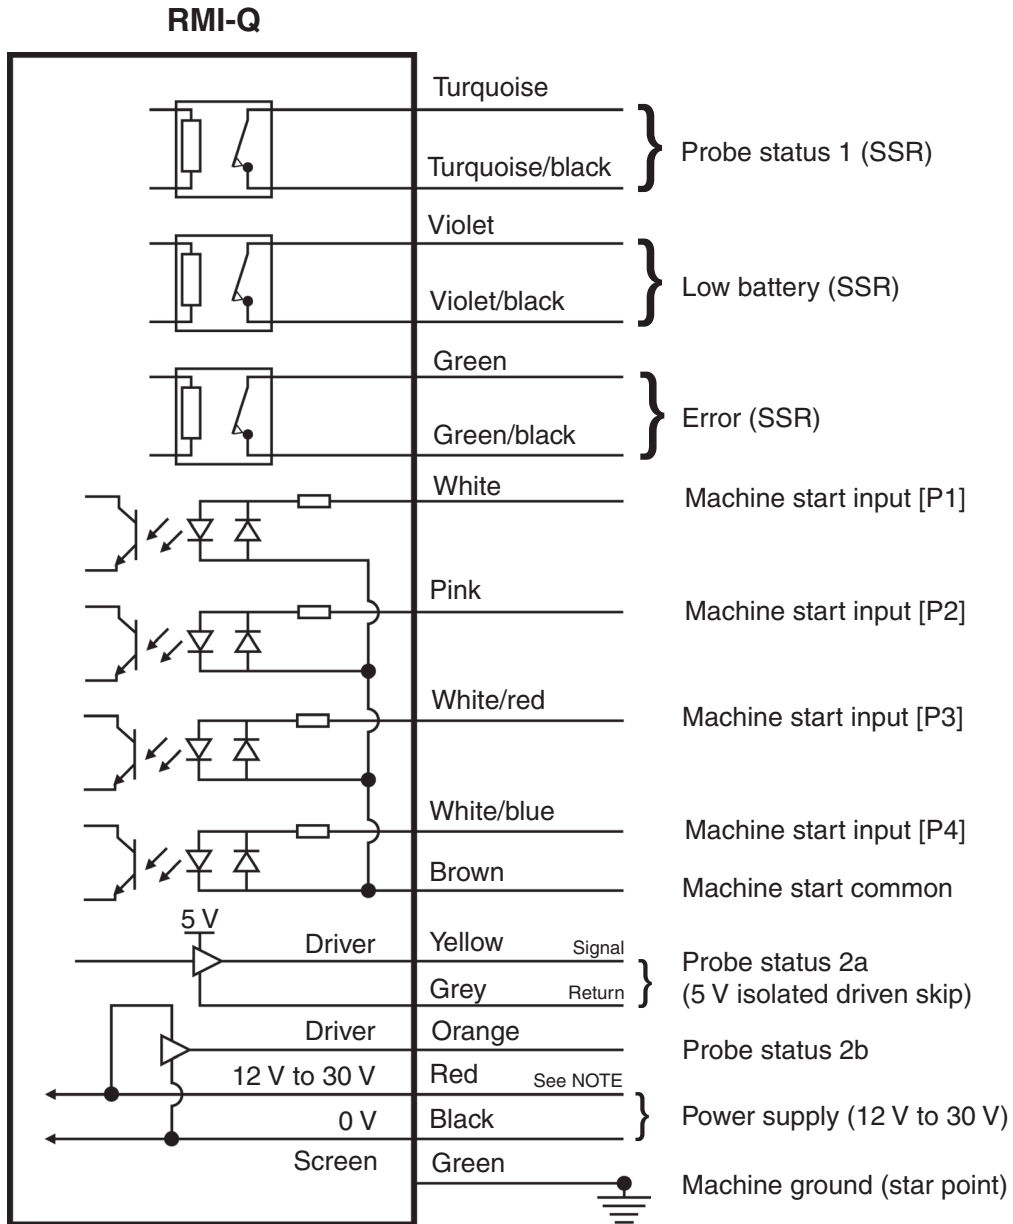 RMI-Q
Turquoise
Turquoise/black
Probe status 1 (SSR)
Violet
Violet/black
Low battery (SSR)
Green
Green/black
Error (SSR)
White
Machine start input [P1]
Pink
Machine start input [P2]
White/red
Machine start input [P3]
White/blue
Machine start input [P4]
Brown
Machine start common
5 V
Driver
Yellow
Signal
Grey
Return
Probe status 2a
(5 V isolated driven skip)
Driver
Orange
Probe status 2b
12 V to 30 V
Red
See NOTE
0 V
Black
Power supply (12 V to 30 V)
Screen
Green
Machine ground (star point)